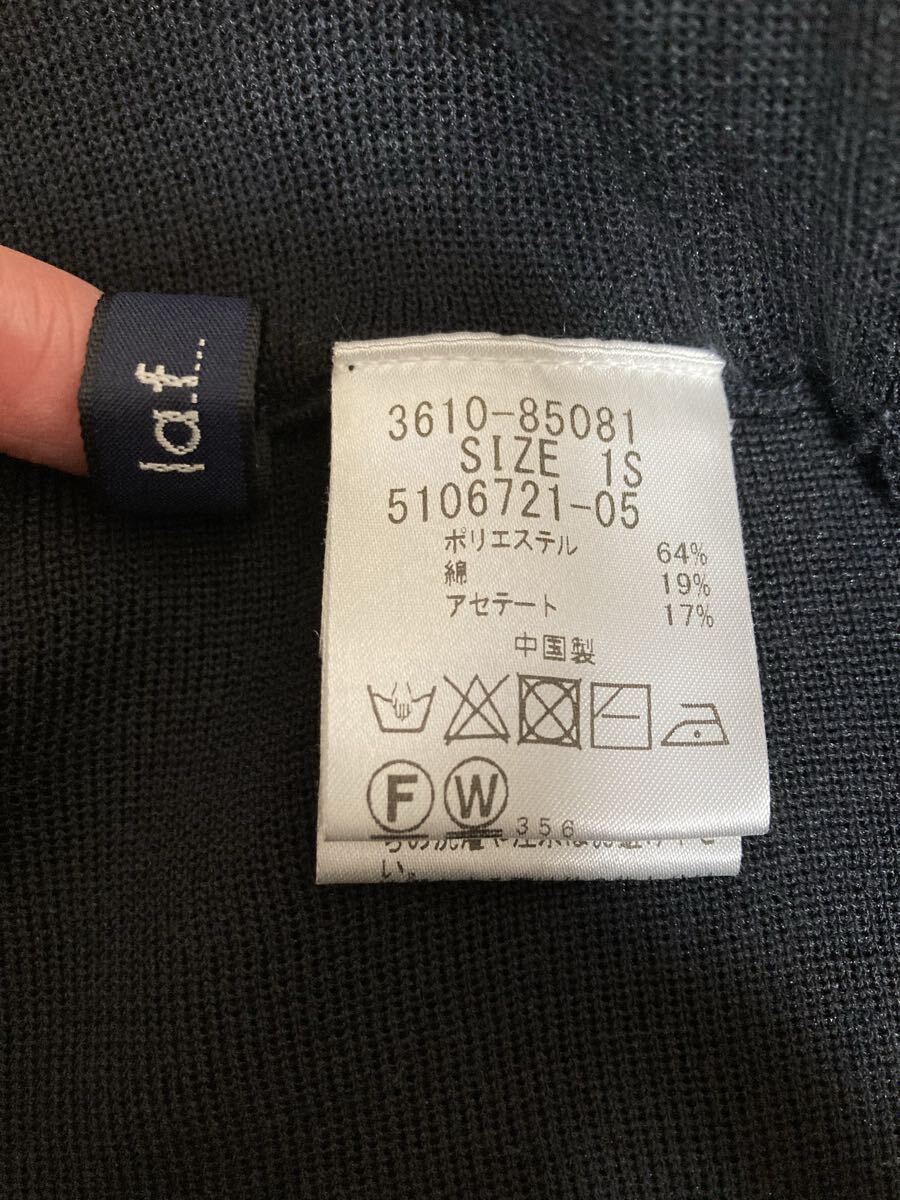 la.f...
3610-85081
SIZE 1S
5106721-05
ポリエステル 64%
綿 19%
アセテート 17%
中国製
F W 356
い。